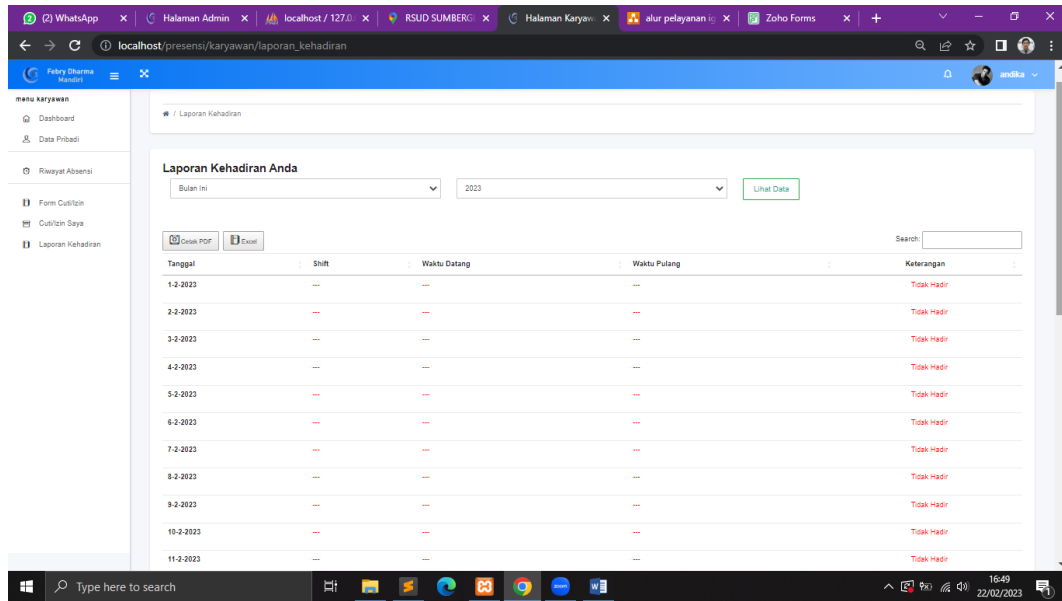 (2) WhatsApp
Halaman Admin
localhost / 127.0.
RSUD SUMBERG
Halaman Karyaw
alur pelayanan ig
Zoho Forms
localhost/presensi/karyawan/laporan_kehadiran
Febry Dharma
Mandiri
andika
menu karyawan
Dashboard
Data Pribadi
Riwayat Absensi
Form Cuti/Izin
Cuti/Izin Saya
Laporan Kehadiran
/ Laporan Kehadiran
Laporan Kehadiran Anda
Bulan Ini 2023 Lihat Data
Cetak PDF Excel Search:
Tanggal Shift Waktu Datang Waktu Pulang Keterangan
1-2-2023 --- --- --- Tidak Hadir
2-2-2023 --- --- --- Tidak Hadir
3-2-2023 --- --- --- Tidak Hadir
4-2-2023 --- --- --- Tidak Hadir
5-2-2023 --- --- --- Tidak Hadir
6-2-2023 --- --- --- Tidak Hadir
7-2-2023 --- --- --- Tidak Hadir
8-2-2023 --- --- --- Tidak Hadir
9-2-2023 --- --- --- Tidak Hadir
10-2-2023 --- --- --- Tidak Hadir
11-2-2023 --- --- --- Tidak Hadir
Type here to search
zoom
16:49
22/02/2023